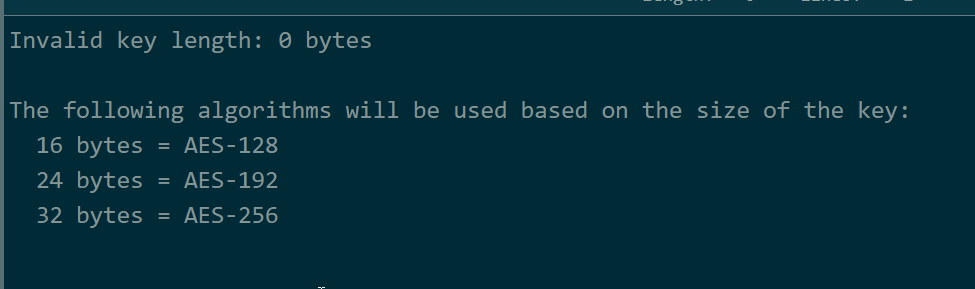 Invalid key length: 0 bytes
The following algorithms will be used based on the size of the key:
16 bytes = AES-128
24 bytes = AES-192
32 bytes = AES-256